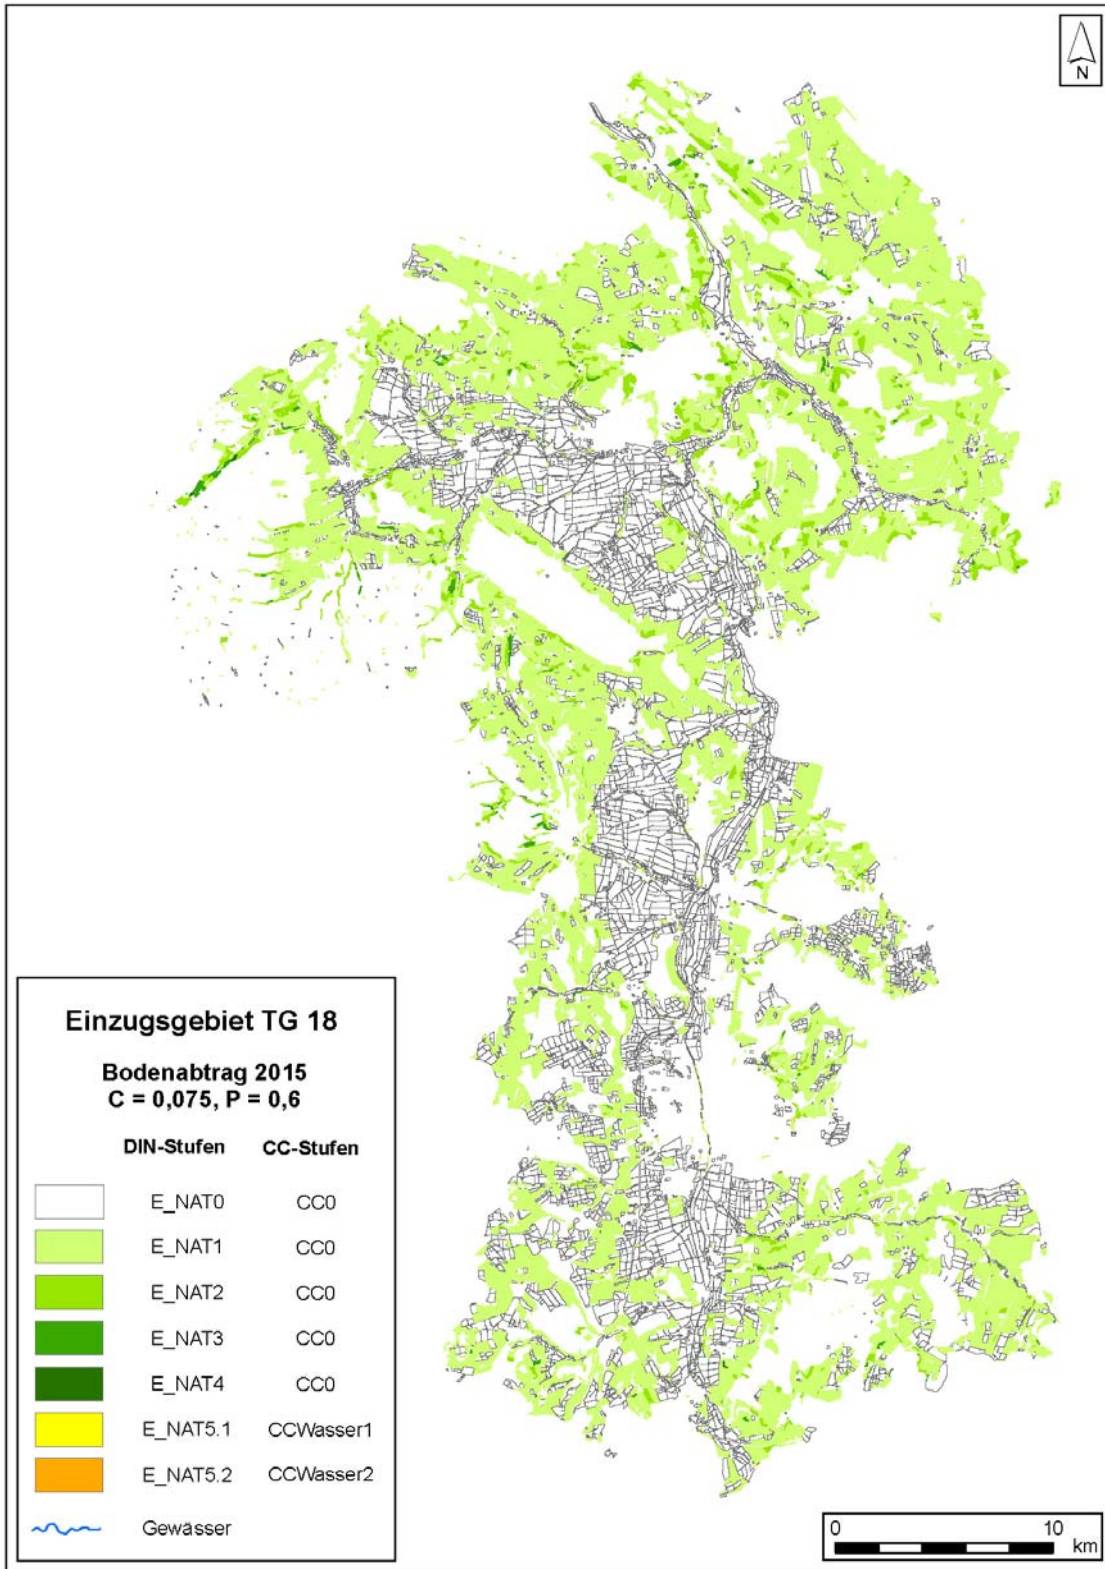 N
Einzugsgebiet TG 18
Bodenabtrag 2015
C = 0,075, P = 0,6
DIN-Stufen CC-Stufen
E_NAT0 CC0
E_NAT1 CC0
E_NAT2 CC0
E_NAT3 CC0
E_NAT4 CC0
E_NAT5.1 CCWasser1
E_NAT5.2 CCWasser2
Gewässer
0 10
km